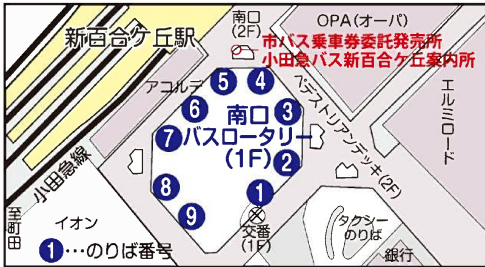 南口
(2F)
OPA(オーパ)
新百合ケ丘駅
市バス乗車券委託発売所
小田急バス新百合ケ丘案内所
アコルデ
5
4
6
3
南口
バスロータリー
(1F)
7
2
8
1
9
ペデストリアンデッキ(2F)
エルミロード
小田急線
至町田
イオン
交番
(1F)
タクシー
のりば
銀行
1…のりば番号